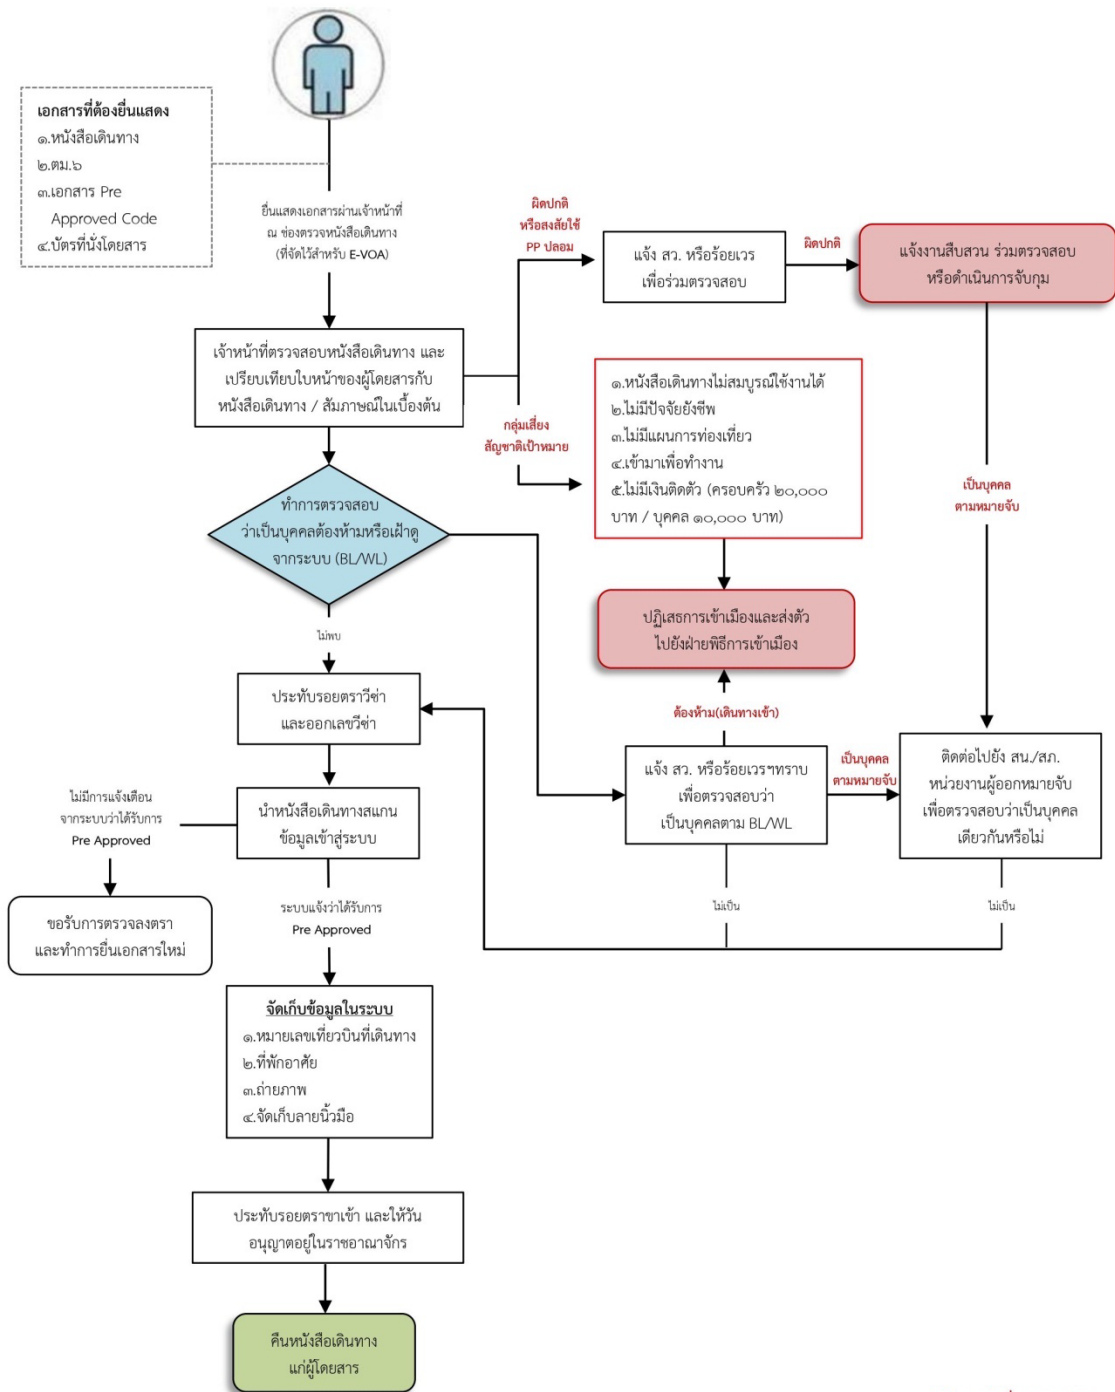 เอกสารที่ต้องยื่นแสดง
๑.หนังสือเดินทาง
๒.ตม.๖
๓.เอกสาร Pre
Approved Code
๔.บัตรที่นั่งโดยสาร
ยื่นแสดงเอกสารผ่านเจ้าหน้าที่
ณ ช่องตรวจหนังสือเดินทาง
(ที่จัดไว้สำหรับ E-VOA)
ผิดปกติ
หรือสงสัยใช้
PP ปลอม
แจ้ง สว. หรือร้อยเวร
เพื่อร่วมตรวจสอบ
ผิดปกติ
แจ้งงานสืบสวน ร่วมตรวจสอบ
หรือดำเนินการจับกุม
เจ้าหน้าที่ตรวจสอบหนังสือเดินทาง และ
เปรียบเทียบใบหน้าของผู้โดยสารกับ
หนังสือเดินทาง / สัมภาษณ์ในเบื้องต้น
กลุ่มเสี่ยง
สัญชาติเป้าหมาย
๑.หนังสือเดินทางไม่สมบูรณ์ใช้งานได้
๒.ไม่มีปัจจัยยังชีพ
๓.ไม่มีแผนการท่องเที่ยว
๔.เข้ามาเพื่อทำงาน
๕.ไม่มีเงินติดตัว (ครอบครัว ๒๐,๐๐๐
บาท / บุคคล ๑๐,๐๐๐ บาท)
เป็นบุคคล
ตามหมายจับ
ทำการตรวจสอบ
ว่าเป็นบุคคลต้องห้ามหรือเฝ้าดู
จากระบบ (BL/WL)
ปฏิเสธการเข้าเมืองและส่งตัว
ไปยังฝ่ายพิธีการเข้าเมือง
ไม่พบ
ประทับรอยตราวีซ่า
และออกเลขวีซ่า
ต้องห้าม(เดินทางเข้า)
แจ้ง สว. หรือร้อยเวรฯทราบ
เพื่อตรวจสอบว่า
เป็นบุคคลตาม BL/WL
เป็นบุคคล
ตามหมายจับ
ติดต่อไปยัง สน./สภ.
หน่วยงานผู้ออกหมายจับ
เพื่อตรวจสอบว่าเป็นบุคคล
เดียวกันหรือไม่
ไม่มีการแจ้งเตือน
จากระบบว่าได้รับการ
Pre Approved
นำหนังสือเดินทางสแกน
ข้อมูลเข้าสู่ระบบ
ไม่เป็น
ไม่เป็น
ขอรับการตรวจลงตรา
และทำการยื่นเอกสารใหม่
ระบบแจ้งว่าได้รับการ
Pre Approved
จัดเก็บข้อมูลในระบบ
๑.หมายเลขเที่ยวบินที่เดินทาง
๒.ที่พักอาศัย
๓.ถ่ายภาพ
๔.จัดเก็บลายนิ้วมือ
ประทับรอยตราขาเข้า และให้วัน
อนุญาตอยู่ในราชอาณาจักร
คืนหนังสือเดินทาง
แก่ผู้โดยสาร